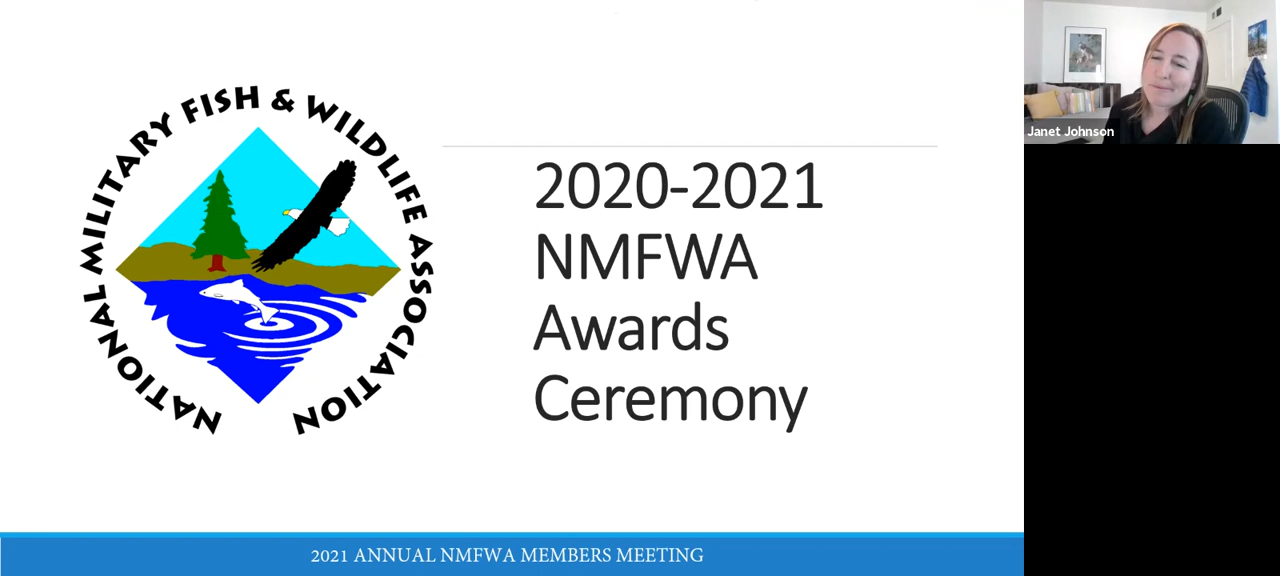 NATIONAL MILITARY FISH & WILDLIFE ASSOCIATION
2020-2021
NMFWA
Awards
Ceremony
2021 ANNUAL NMFWA MEMBERS MEETING
Janet Johnson